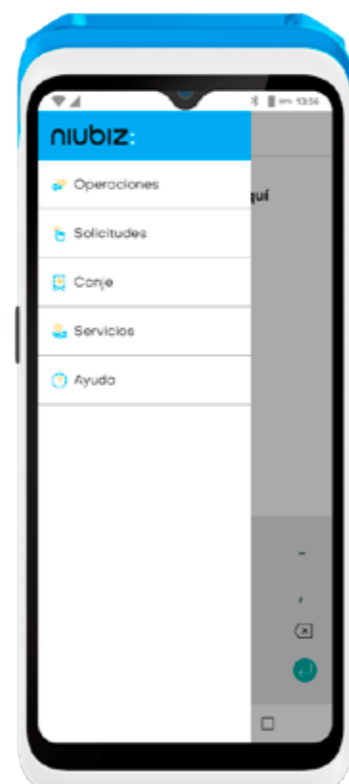 13:56
niubiz:
quí
Operaciones
Solicitudes
Canje
Servicios
Ayuda
-
,